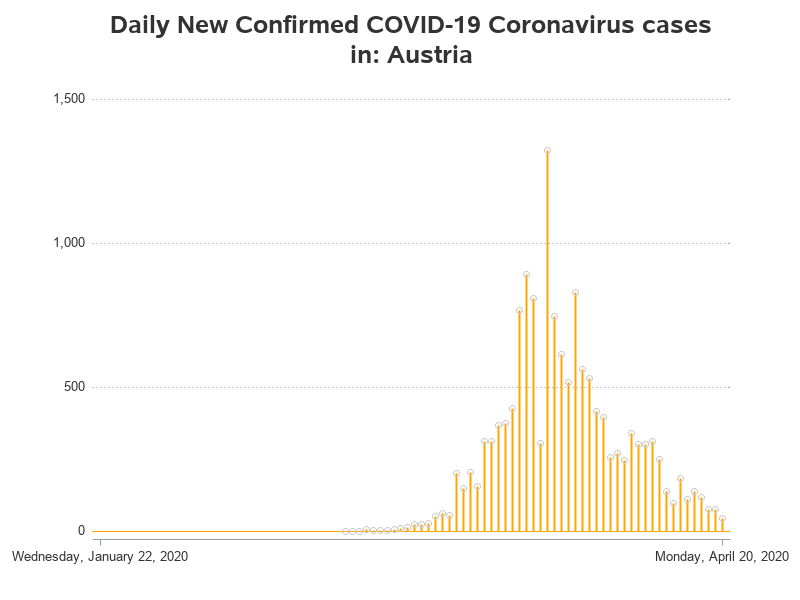 Daily New Confirmed COVID-19 Coronavirus cases
in: Austria
1,500
1,000
500
0
Wednesday, January 22, 2020
Monday, April 20, 2020